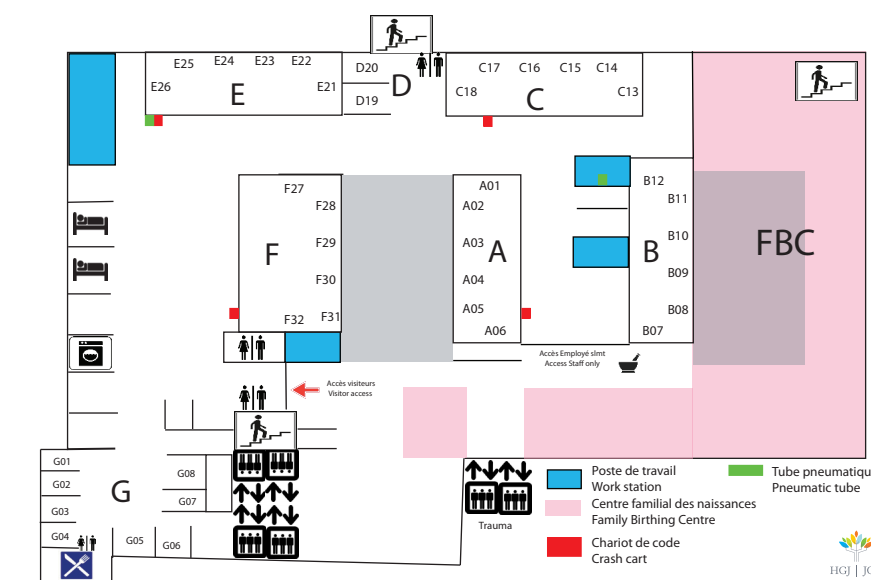 E25
E24
E23
E22
E26
E21
E
D20
D19
D
C17
C16
C15
C14
C18
C13
C
F27
F28
F29
F30
F31
F32
F
A01
A02
A03
A04
A05
A06
A
B12
B11
B10
B09
B08
B07
B
FBC
Accès Employé slmt
Access Staff only
Accès visiteurs
Visitor access
G01
G02
G03
G04
G
G08
G07
G05
G06
Trauma
Poste de travail
Work station
Centre familial des naissances
Family Birthing Centre
Chariot de code
Crash cart
Tube pneumatiqu
Pneumatic tube
HGJ | JG